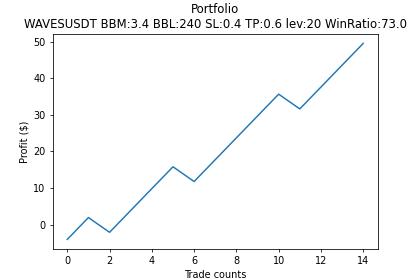 Portfolio
WAVESUSDT BBM:3.4 BBL:240 SL:0.4 TP:0.6 lev:20 WinRatio:73.0
50
40
30
20
10
0
Profit ($)
0 2 4 6 8 10 12 14
Trade counts